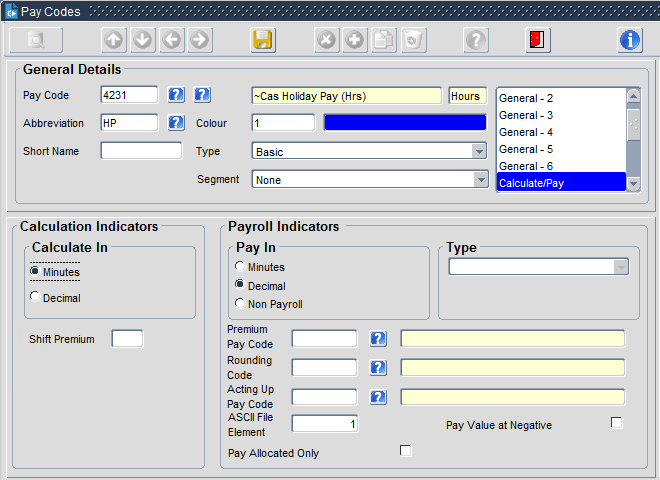 Pay Codes
General Details
Pay Code 4231 ? ? ~Cas Holiday Pay (Hrs) Hours
Abbreviation HP ? Colour 1
Short Name Type Basic
Segment None
General - 2
General - 3
General - 4
General - 5
General - 6
Calculate/Pay
Calculation Indicators
Calculate In
Minutes
Decimal
Shift Premium
Payroll Indicators
Pay In
Minutes
Decimal
Non Payroll
Type
Premium
Pay Code ?
Rounding
Code ?
Acting Up
Pay Code ?
ASCII File
Element 1
Pay Value at Negative
Pay Allocated Only